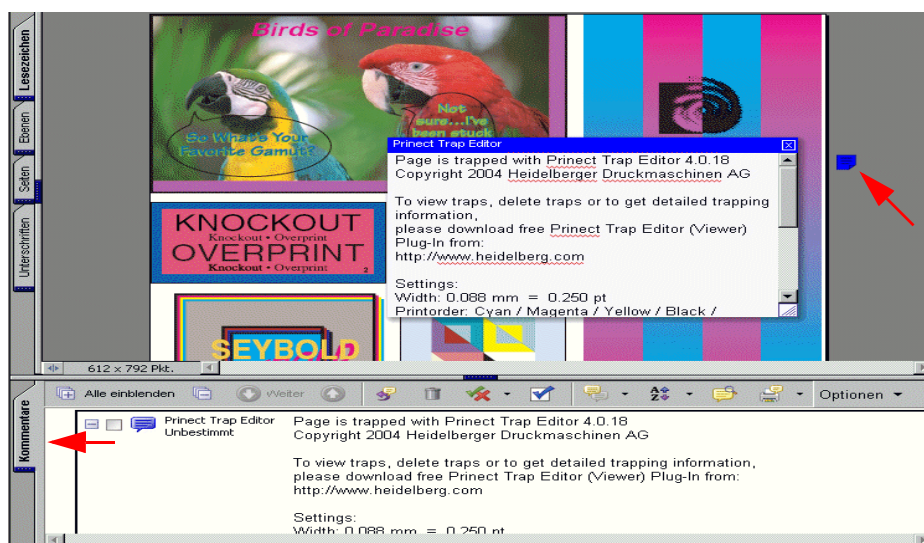 Lesezeichen
Ebenen
Seiten
Unterschriften
1
Birds of Paradise
So What's Your
Favorite Gamut?
Not
sure...I've
been stuck
KNOCKOUT
Knockout • Overprint
OVERPRINT
Knockout • Overprint
2
SEYBOLD
Prinect Trap Editor
Page is trapped with Prinect Trap Editor 4.0.18
Copyright 2004 Heidelberger Druckmaschinen AG
To view traps, delete traps or to get detailed trapping
information,
please download free Prinect Trap Editor (Viewer)
Plug-In from:
http://www.heidelberg.com
Settings:
Width: 0.088 mm = 0.250 pt
Printorder: Cyan / Magenta / Yellow / Black /
612 x 792 Pkt.
Kommentare
Alle einblenden
Weiter
Optionen
Prinect Trap Editor
Unbestimmt
Page is trapped with Prinect Trap Editor 4.0.18
Copyright 2004 Heidelberger Druckmaschinen AG
To view traps, delete traps or to get detailed trapping information,
please download free Prinect Trap Editor (Viewer) Plug-In from:
http://www.heidelberg.com
Settings:
Width: 0.088 mm = 0.250 pt